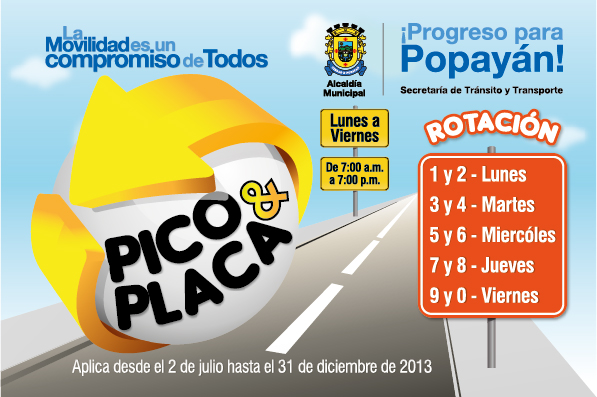 La
Movilidad es un
compromiso de Todos
Alcaldía
Municipal
¡Progreso para
Popayán!
Secretaría de Tránsito y Transporte
Lunes a
Viernes
De 7:00 a.m.
a 7:00 p.m.
ROTACIÓN
1 y 2 - Lunes
3 y 4 - Martes
5 y 6 - Miercóles
7 y 8 - Jueves
9 y 0 - Viernes
PICO &
PLACA
Aplica desde el 2 de julio hasta el 31 de diciembre de 2013